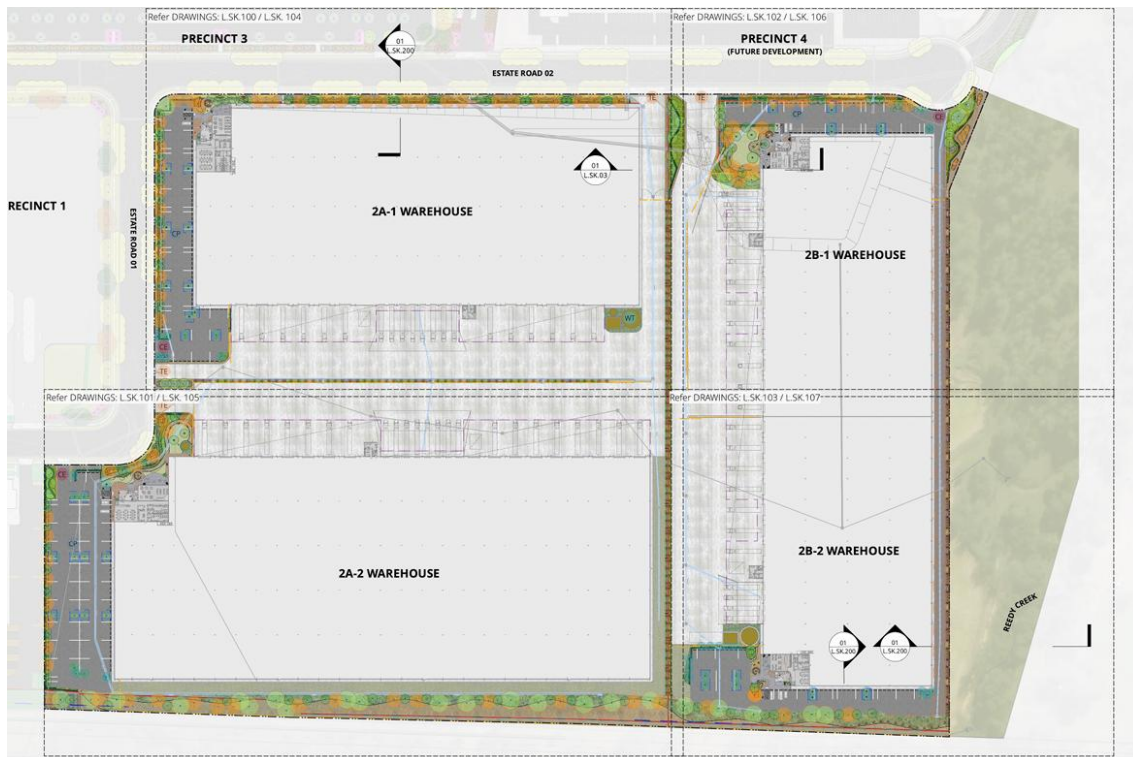 Refer DRAWINGS: L.SK.100 / L.SK. 104
Refer DRAWINGS: L.SK.102 / L.SK. 106
PRECINCT 3
PRECINCT 4
(FUTURE DEVELOPMENT)
01
L.SK.200
ESTATE ROAD 02
TE
TE
CP
CE
01
L.SK.03
RECINCT 1
ESTATE ROAD 01
CP
2A-1 WAREHOUSE
2B-1 WAREHOUSE
WT
CE
TE
Refer DRAWINGS: L.SK.101 / L.SK.105
Refer DRAWINGS: L.SK.103 / L.SK.107
TE
CE
CP
2A-2 WAREHOUSE
2B-2 WAREHOUSE
REEDY CREEK
01
L.SK.200
01
L.SK.200